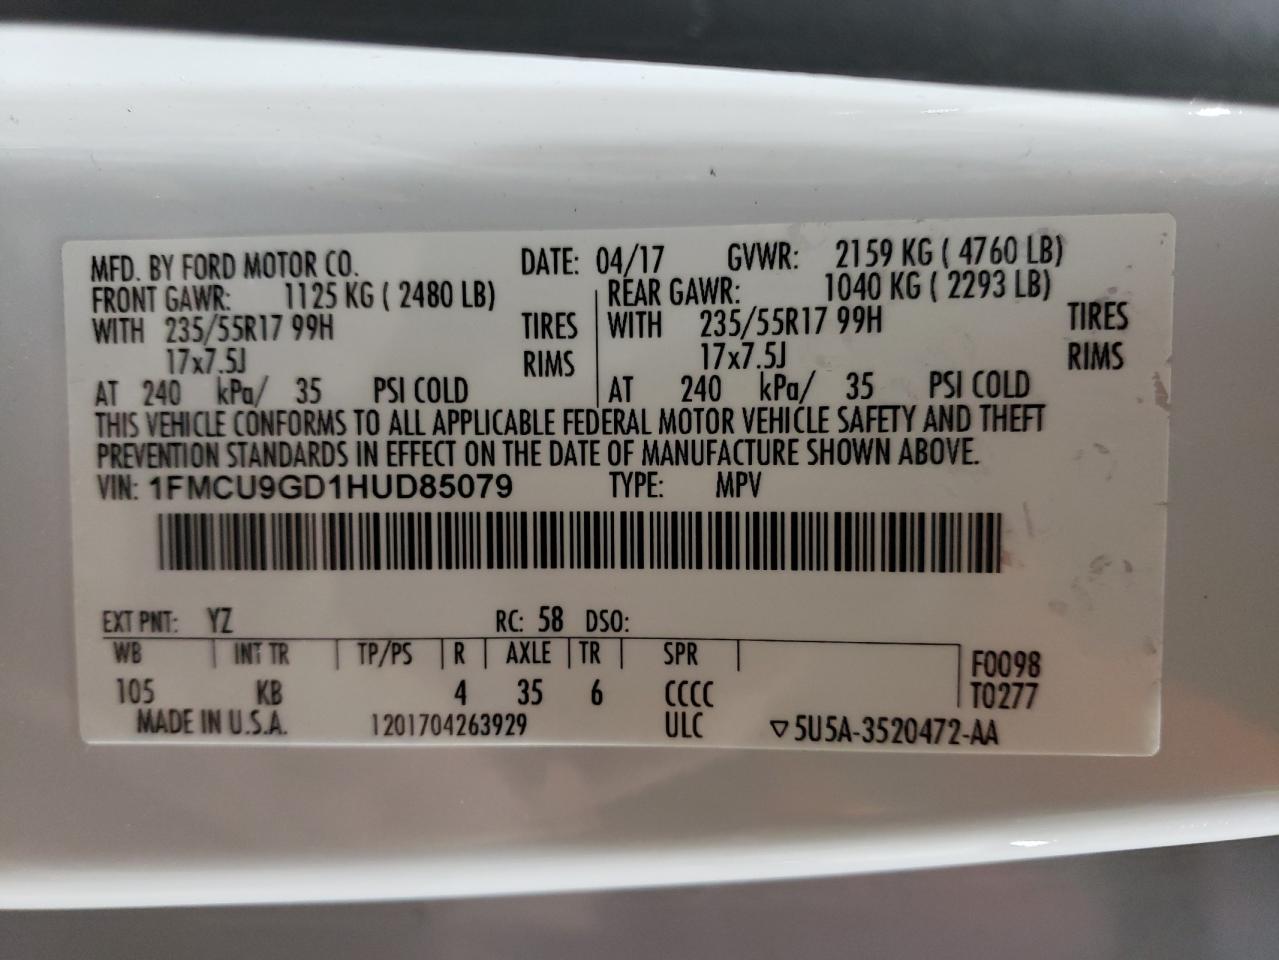 MFD. BY FORD MOTOR CO. DATE: 04/17 GVWR: 2159 KG ( 4760 LB)
FRONT GAWR: 1125 KG ( 2480 LB) REAR GAWR: 1040 KG ( 2293 LB)
WITH 235/55R17 99H TIRES WITH 235/55R17 99H TIRES
17x7.5J RIMS 17x7.5J RIMS
AT 240 kPa/ 35 PSI COLD AT 240 kPa/ 35 PSI COLD
THIS VEHICLE CONFORMS TO ALL APPLICABLE FEDERAL MOTOR VEHICLE SAFETY AND THEFT
PREVENTION STANDARDS IN EFFECT ON THE DATE OF MANUFACTURE SHOWN ABOVE.
VIN: 1FMCU9GD1HUD85079 TYPE: MPV
EXT PNT: YZ RC: 58 DSO:
WB INT TR TP/PS R AXLE TR SPR F0098
105 KB 4 35 6 CCCC T0277
MADE IN U.S.A. 1201704263929 ULC ▽5U5A-3520472-AA